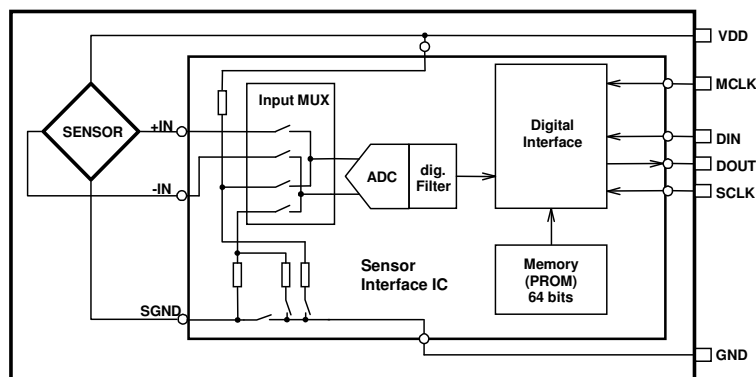 VDD
MCLK
Input MUX
SENSOR
+IN
Digital
Interface
DIN
DOUT
-IN
ADC
dig.
Filter
SCLK
Sensor
Interface IC
Memory
(PROM)
64 bits
SGND
GND